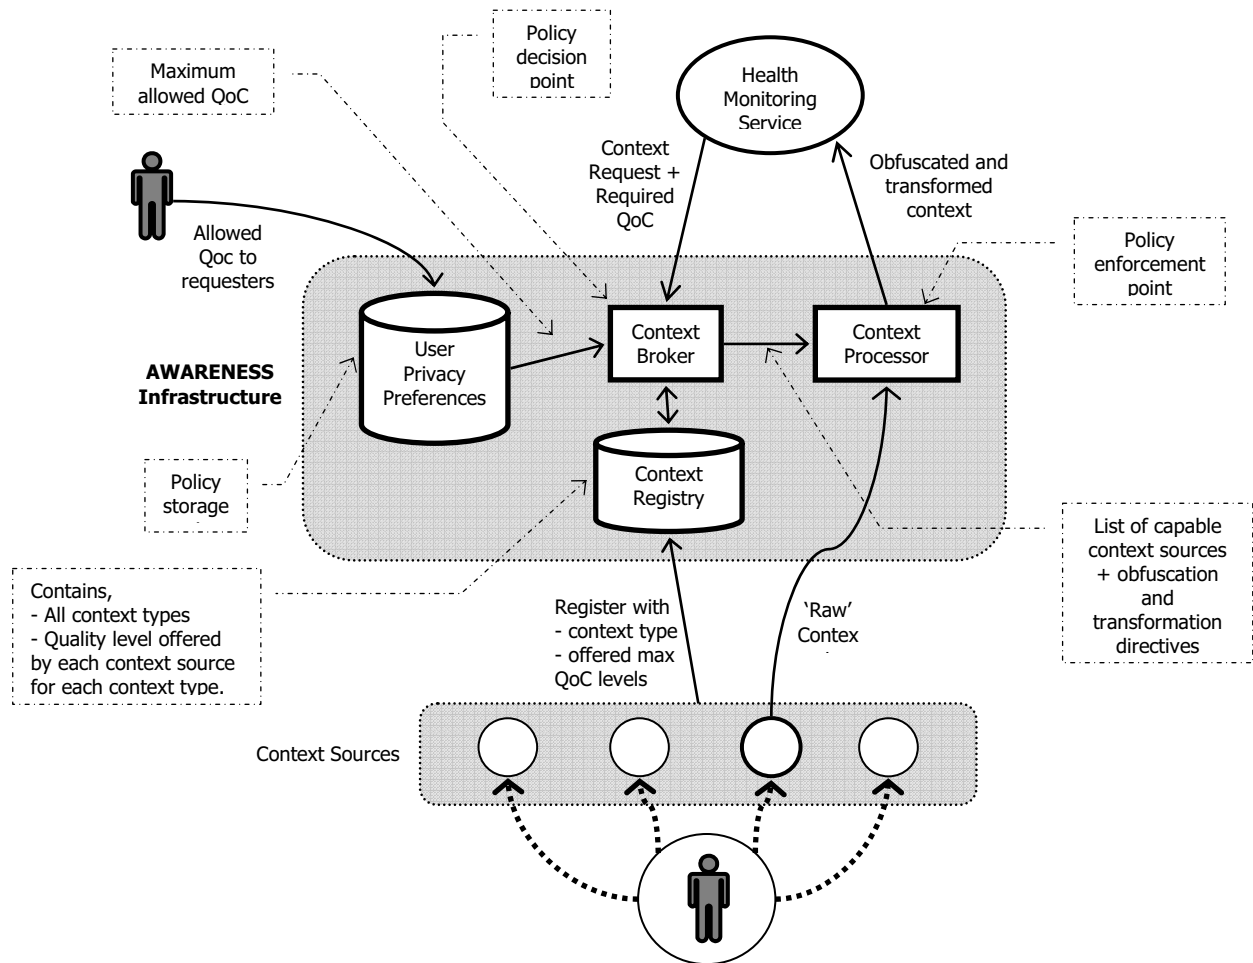 Policy
decision
point
Maximum
allowed QoC
Health
Monitoring
Service
Context
Request +
Required
QoC
Obfuscated and
transformed
context
Allowed
Qoc to
requesters
Policy
enforcement
point
AWARENESS
Infrastructure
User
Privacy
Preferences
Context
Broker
Context
Processor
Context
Registry
Policy
storage
List of capable
context sources
+ obfuscation
and
transformation
directives
Contains,
- All context types
- Quality level offered
by each context source
for each context type.
Register with
- context type
- offered max
QoC levels
‘Raw’
Contex
Context Sources